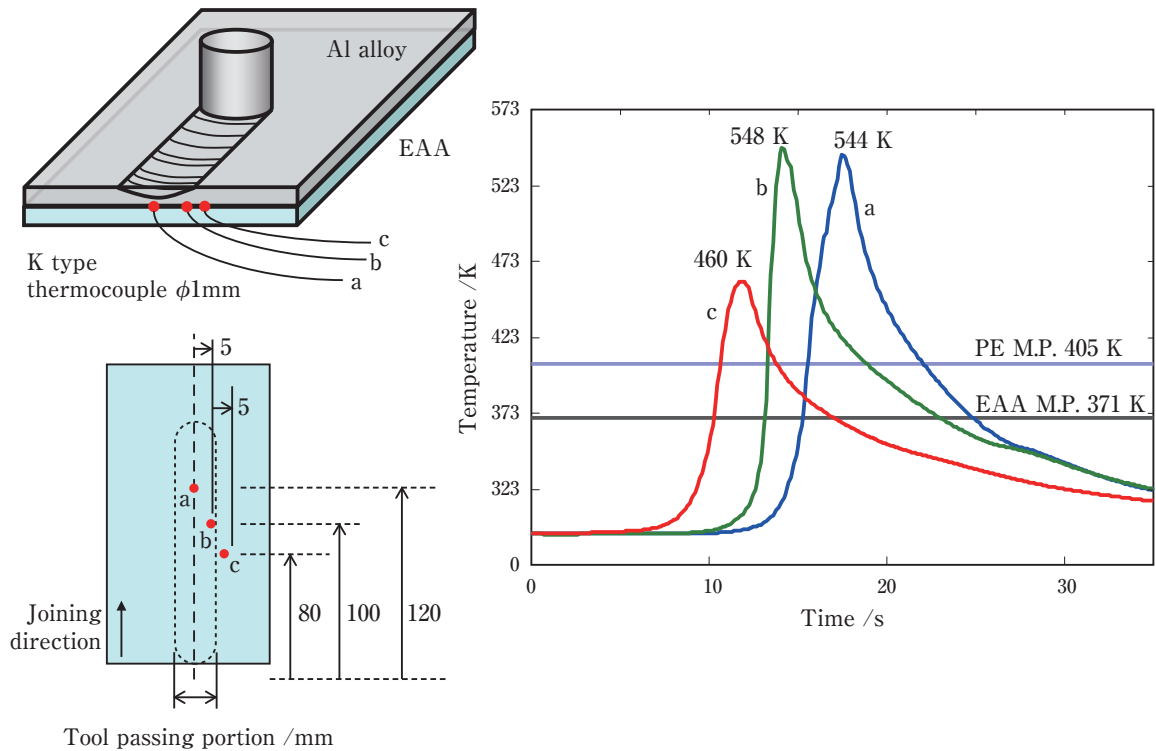 Al alloy
EAA
c
b
a
K type
thermocouple ϕ1mm
5
5
a
b
c
80
100
120
Joining
direction
Tool passing portion /mm
573
523
473
423
373
323
0
Temperature /K
548 K
544 K
b
a
460 K
c
PE M.P. 405 K
EAA M.P. 371 K
0
10
20
30
Time /s